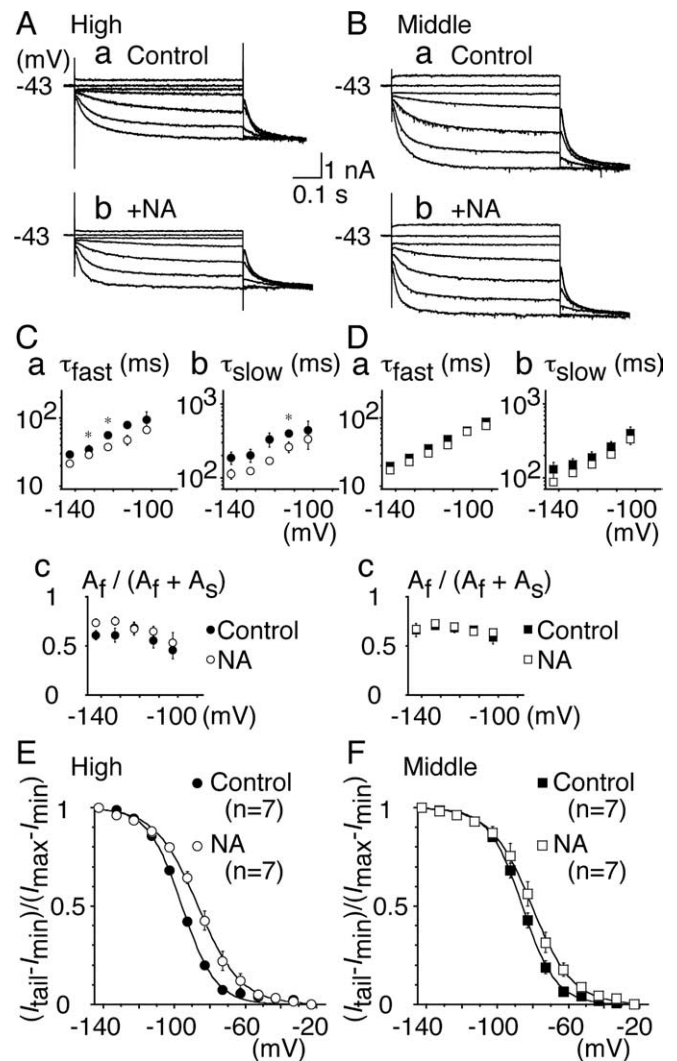 A High
B Middle
(mV)
a Control
a Control
-43
-43
1 nA
0.1 s
b +NA
b +NA
-43
-43
C
D
a τfast (ms)
b τslow (ms)
a τfast (ms)
b τslow (ms)
10²
10
* *
10³
10²
*
10²
10
10³
10²
-140 -100
-140 -100
(mV)
-140 -100
-140 -100
(mV)
c
Af / (Af + As)
1
0.5
0
Control
NA
-140 -100 (mV)
c
Af / (Af + As)
1
0.5
0
Control
NA
-140 -100 (mV)
E High
Control
(n=7)
NA
(n=7)
(Itail-Imin)/(Imax-Imin)
1
0.5
0
-140 -100 -60 -20
(mV)
F Middle
Control
(n=7)
NA
(n=7)
(Itail-Imin)/(Imax-Imin)
1
0.5
0
-140 -100 -60 -20
(mV)